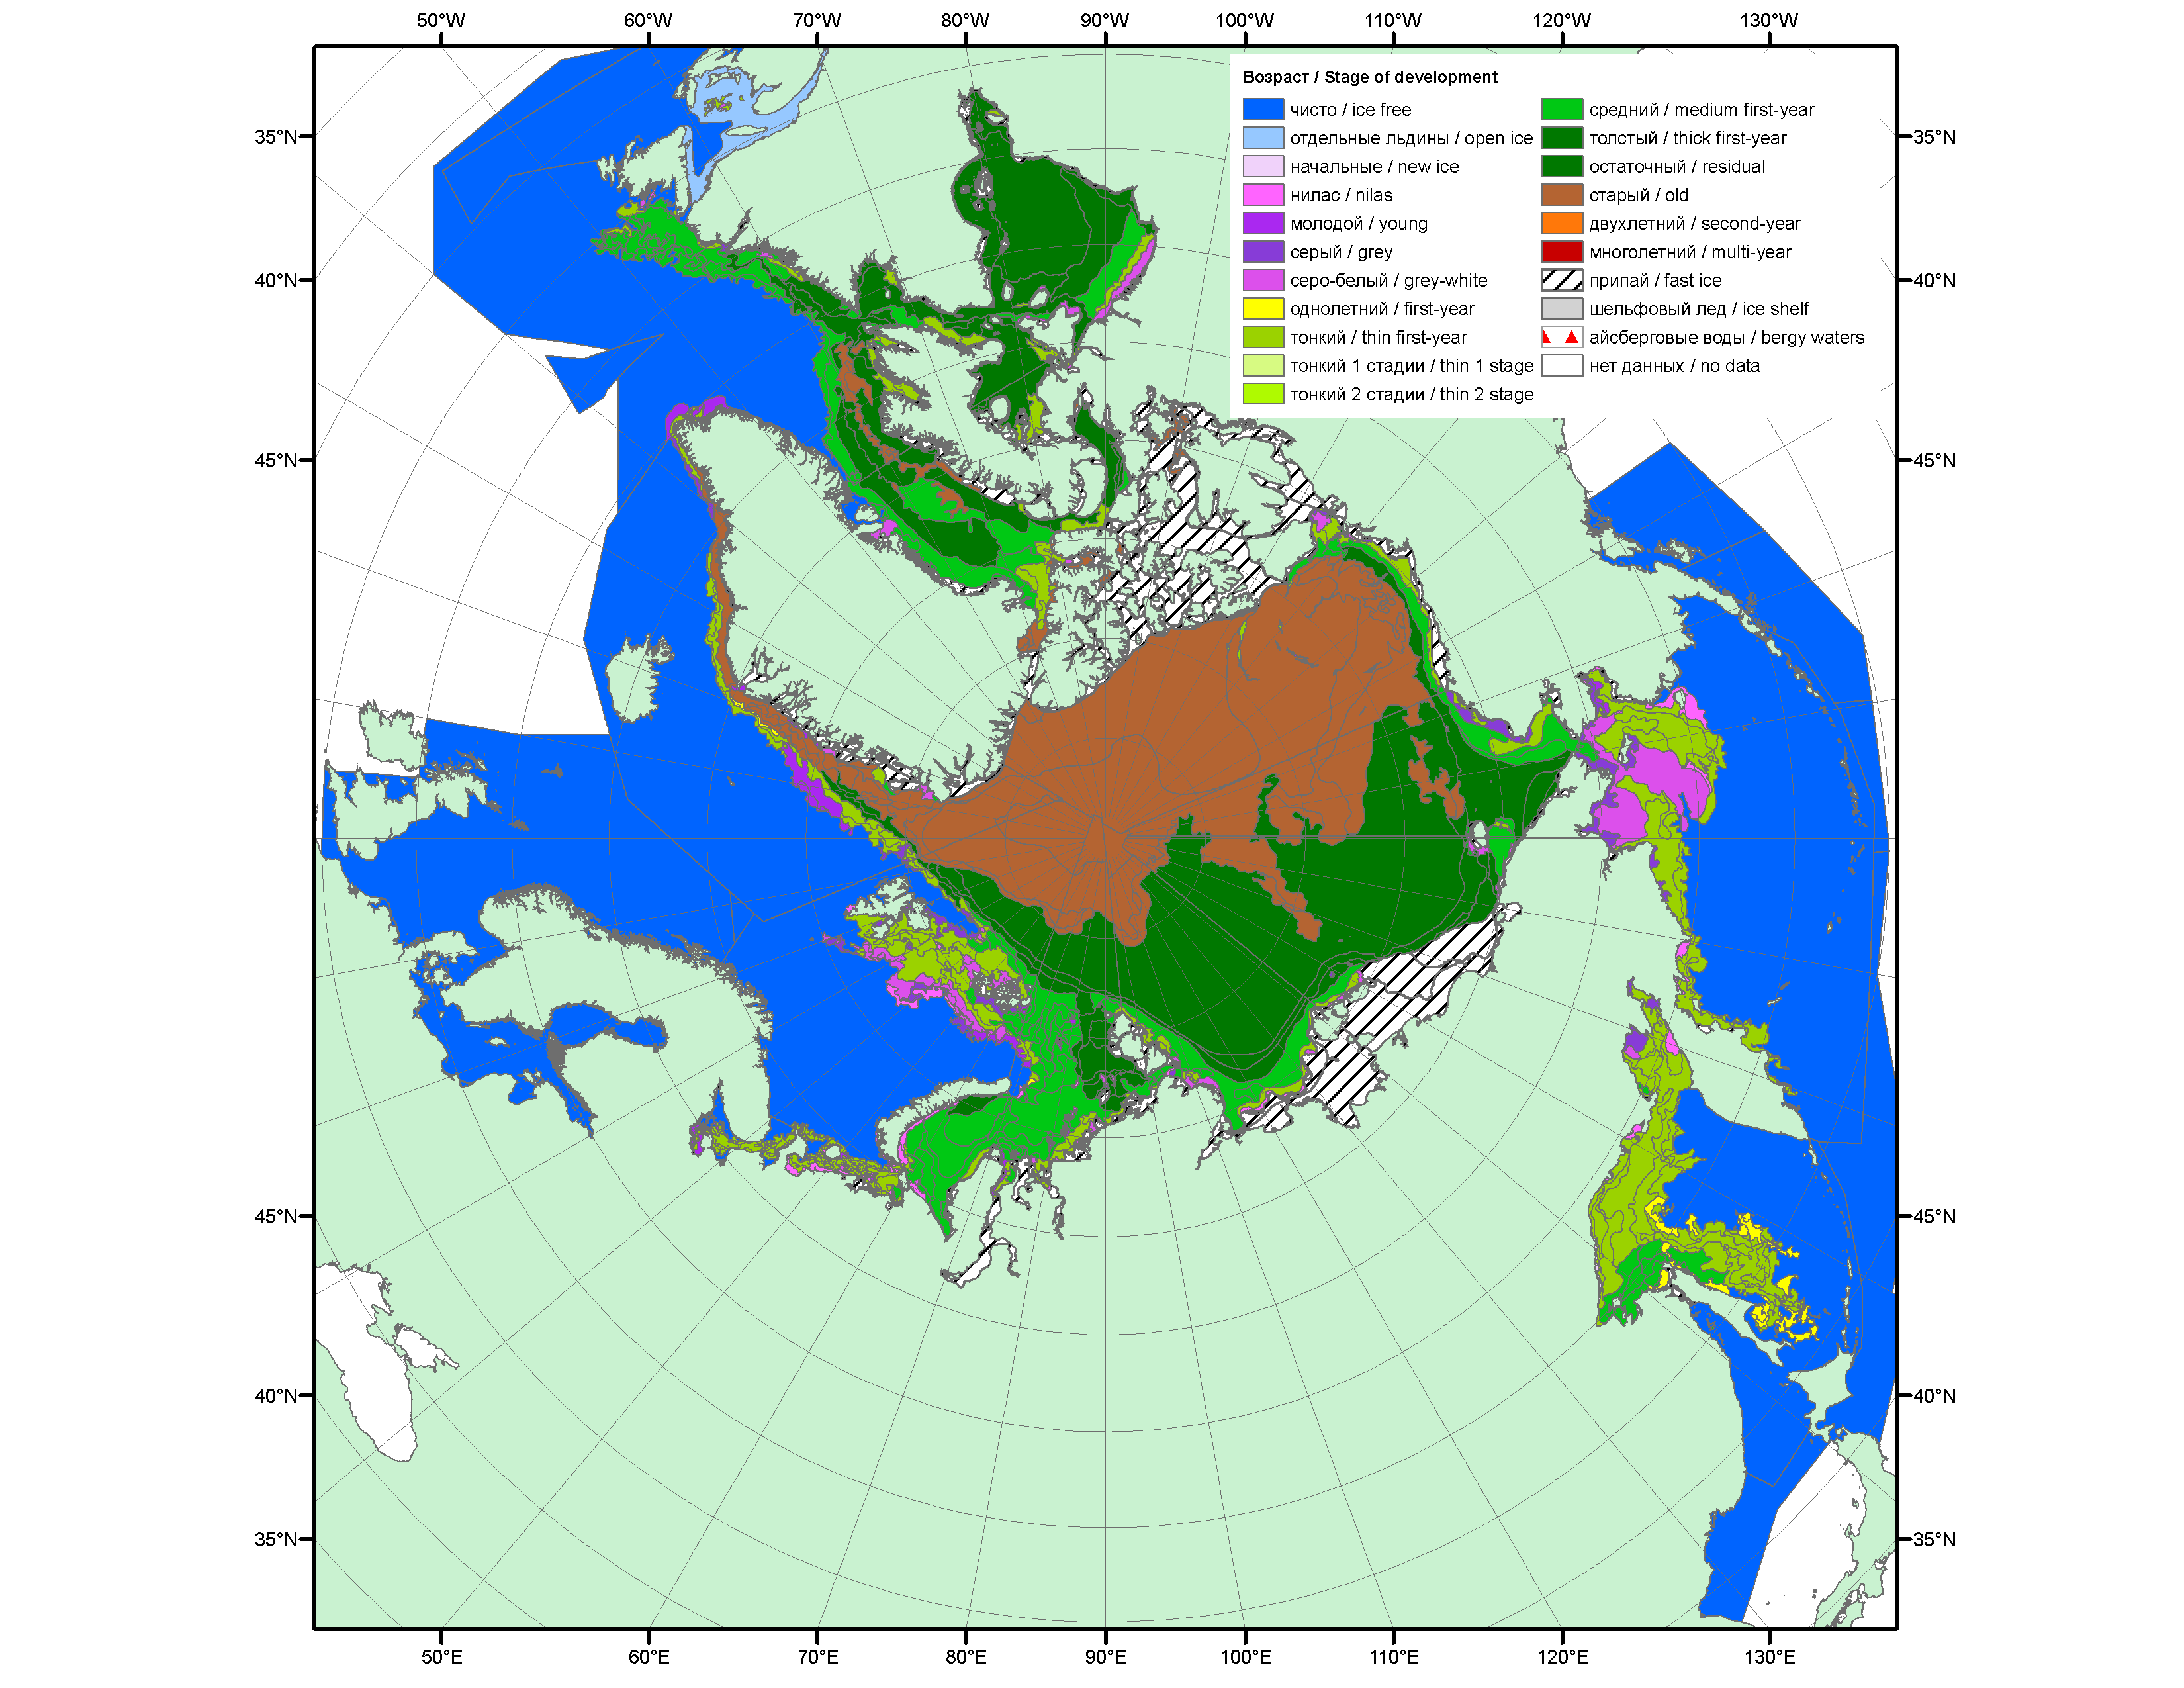 50°W 60°W 70°W 80°W 90°W 100°W 110°W 120°W 130°W
Возраст / Stage of development
чисто / ice free
отдельные льдины / open ice
начальные / new ice
нилас / nilas
молодой / young
серый / grey
серо-белый / grey-white
однолетний / first-year
тонкий / thin first-year
тонкий 1 стадии / thin 1 stage
тонкий 2 стадии / thin 2 stage
средний / medium first-year
толстый / thick first-year
остаточный / residual
старый / old
двухлетний / second-year
многолетний / multi-year
припай / fast ice
шельфовый лед / ice shelf
айсберговые воды / bergy waters
нет данных / no data
35°N 35°N
40°N 40°N
45°N 45°N
45°N 45°N
40°N 40°N
35°N 35°N
50°E 60°E 70°E 80°E 90°E 100°E 110°E 120°E 130°E